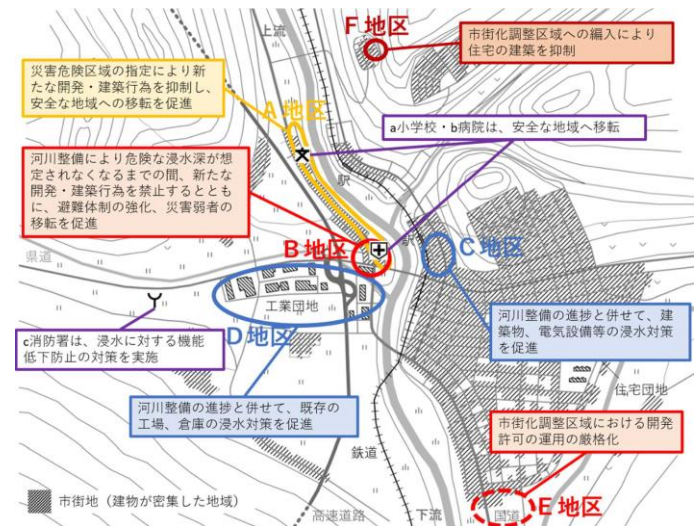 上流
F地区
市街化調整区域への編入により
住宅の建築を抑制
災害危険区域の指定により新
たな開発・建築行為を抑制し、
安全な地域への移転を促進
A地区
a小学校・b病院は、安全な地域へ移転
河川整備により危険な浸水深が想
定されなくなるまでの間、新たな
開発・建築行為を禁止するととも
に、避難体制の強化、災害弱者の
移転を促進
駅
駅
B地区
C地区
県道
工業団地
D地区
河川整備の進捗と併せて、建
築物、電気設備等の浸水対策
を促進
c消防署は、浸水に対する機能
低下防止の対策を実施
住宅団地
河川整備の進捗と併せて、既存の
工場、倉庫の浸水対策を促進
市街化調整区域における開発
許可の運用の厳格化
鉄道
市街地（建物が密集した地域）
高速道路
下流
国道
E地区